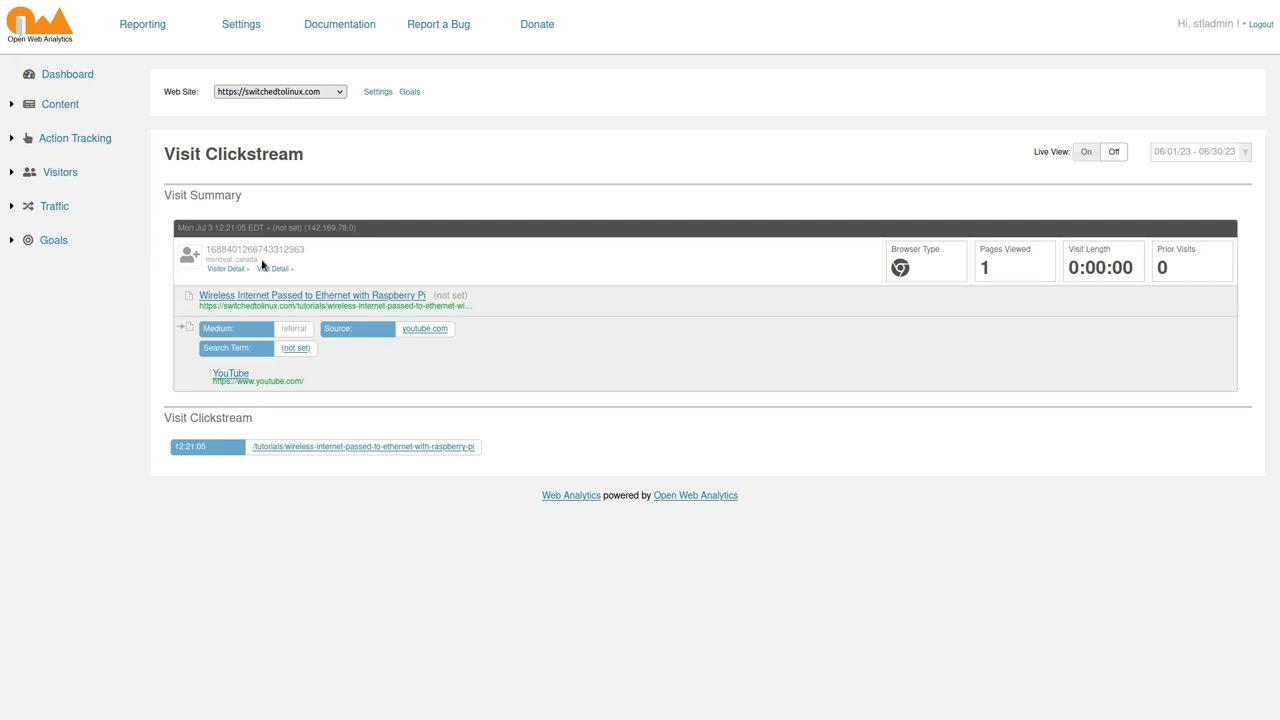 Open Web Analytics
Reporting
Settings
Documentation
Report a Bug
Donate
Hi, stladmin ! • Logout
Dashboard
Content
Action Tracking
Visitors
Traffic
Goals
Web Site: https://switchedtolinux.com Settings Goals
Visit Clickstream
Live View: On Off 06/01/23 - 06/30/23
Visit Summary
Mon Jul 3 12:21:05 EDT » (not set) (142.169.78.0)
1688401266743312963
montreal, canada
Visitor Detail » Detail »
Browser Type
Pages Viewed
1
Visit Length
0:00:00
Prior Visits
0
Wireless Internet Passed to Ethernet with Raspberry Pi (not set)
https://switchedtolinux.com/tutorials/wireless-internet-passed-to-ethernet-wi...
Medium: referral Source: youtube.com
Search Term: (not set)
YouTube
https://www.youtube.com/
Visit Clickstream
12:21:05 /tutorials/wireless-internet-passed-to-ethernet-with-raspberry-pi
Web Analytics powered by Open Web Analytics